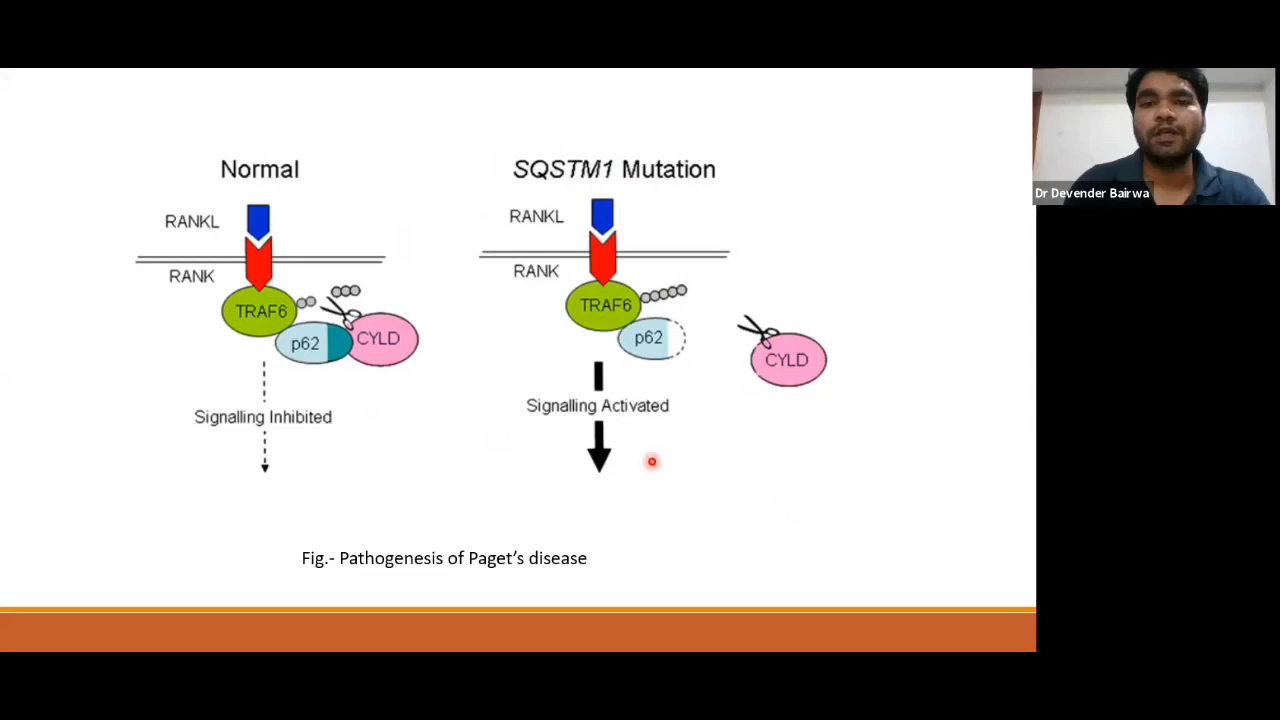 Normal
SQSTM1 Mutation
RANKL
RANKL
RANK
RANK
TRAF6
TRAF6
p62
CYLD
p62
CYLD
Signalling Inhibited
Signalling Activated
Fig.- Pathogenesis of Paget’s disease
Dr Devender Bairwa